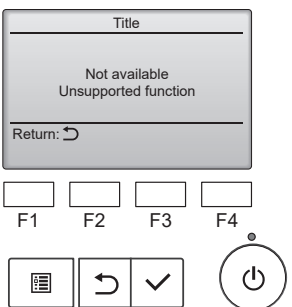 Title
Not available
Unsupported function
Return:
F1 F2 F3 F4